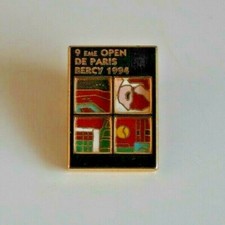 9 EME OPEN
DE PARIS
BERCY 1994